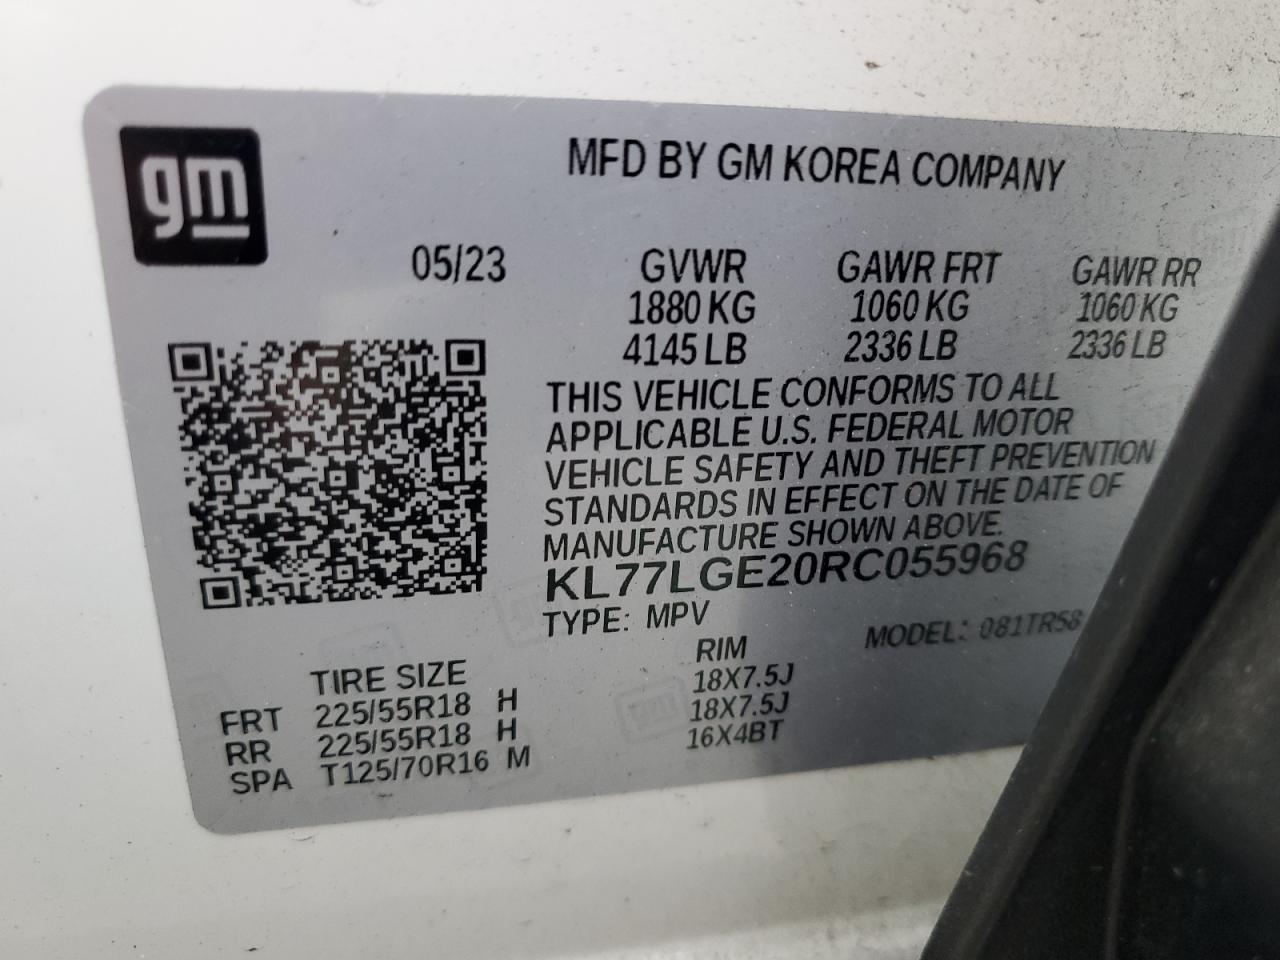 gm
MFD BY GM KOREA COMPANY
05/23 GVWR GAWR FRT GAWR RR
1880 KG 1060 KG 1060 KG
4145 LB 2336 LB 2336 LB
THIS VEHICLE CONFORMS TO ALL
APPLICABLE U.S. FEDERAL MOTOR
VEHICLE SAFETY AND THEFT PREVENTION
STANDARDS IN EFFECT ON THE DATE OF
MANUFACTURE SHOWN ABOVE.
KL77LGE20RC055968
TYPE: MPV MODEL: 081TR58
TIRE SIZE RIM
FRT 225/55R18 H 18X7.5J
RR 225/55R18 H 18X7.5J
SPA T125/70R16 M 16X4BT